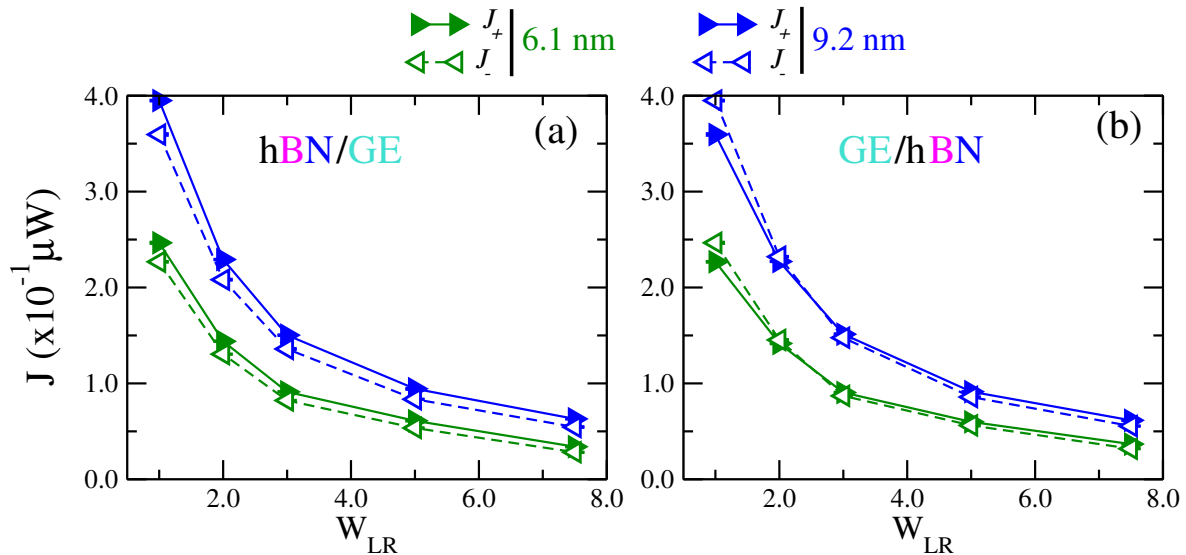 J+ 6.1 nm J+ 9.2 nm
J- J-
4.0 (a) 4.0 (b)
hBN/GE GE/hBN
3.0 3.0
2.0 2.0
1.0 1.0
0.0 0.0
2.0 4.0 6.0 8.0 2.0 4.0 6.0 8.0
J (x10⁻¹ μW)
W_LR W_LR